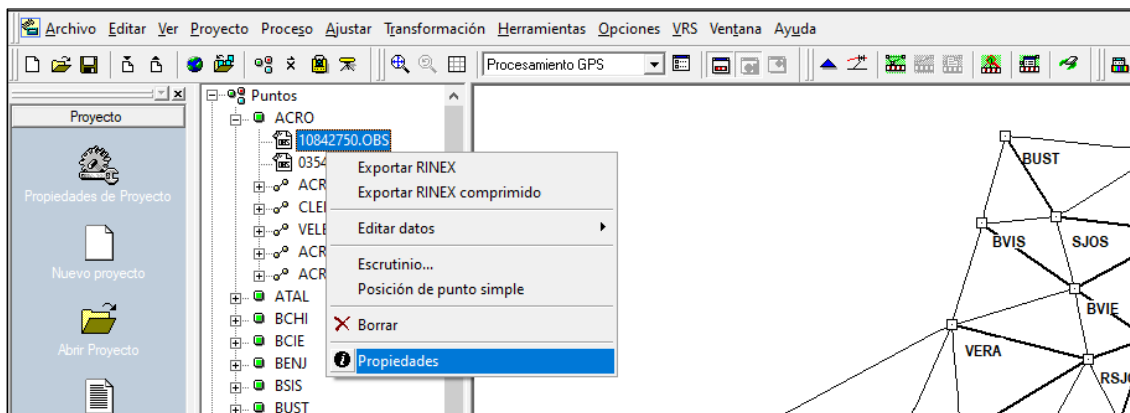 Archivo Editar Ver Proyecto Proceso Ajustar Transformación Herramientas Opciones VRS Ventana Ayuda
Procesamiento GPS
Proyecto
Propiedades de Proyecto
Nuevo proyecto
Abrir Proyecto
Puntos
ACRO
10842750.OBS
0354
ACR
CLE
VELE
ACR
ACR
ATAL
BCHI
BCIE
BENJ
BSIS
BUST
Exportar RINEX
Exportar RINEX comprimido
Editar datos
Escrutinio...
Posición de punto simple
Borrar
Propiedades
BUST
BVIS
SJOS
BVIE
VERA
RSJO